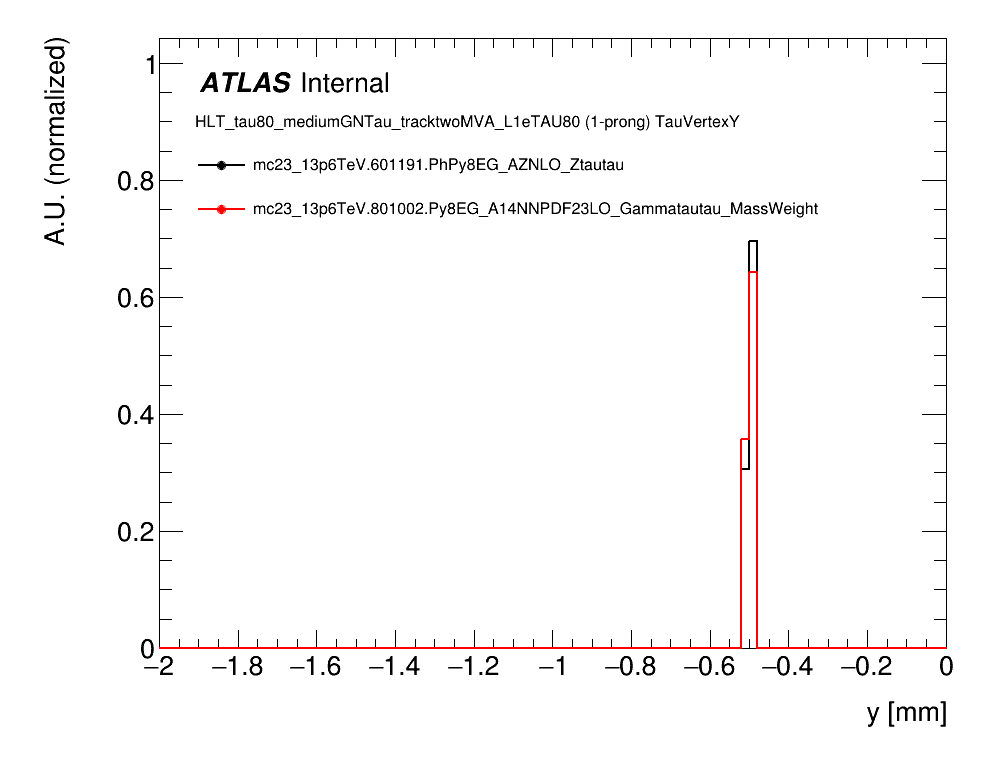 A.U. (normalized)
ATLAS Internal
HLT_tau80_mediumGNTau_tracktwoMVA_L1eTAU80 (1-prong) TauVertexY
mc23_13p6TeV.601191.PhPy8EG_AZNLO_Ztautau
mc23_13p6TeV.801002.Py8EG_A14NNPDF23LO_Gammatautau_MassWeight
1
0.8
0.6
0.4
0.2
0
−2 −1.8 −1.6 −1.4 −1.2 −1 −0.8 −0.6 −0.4 −0.2 0
y [mm]